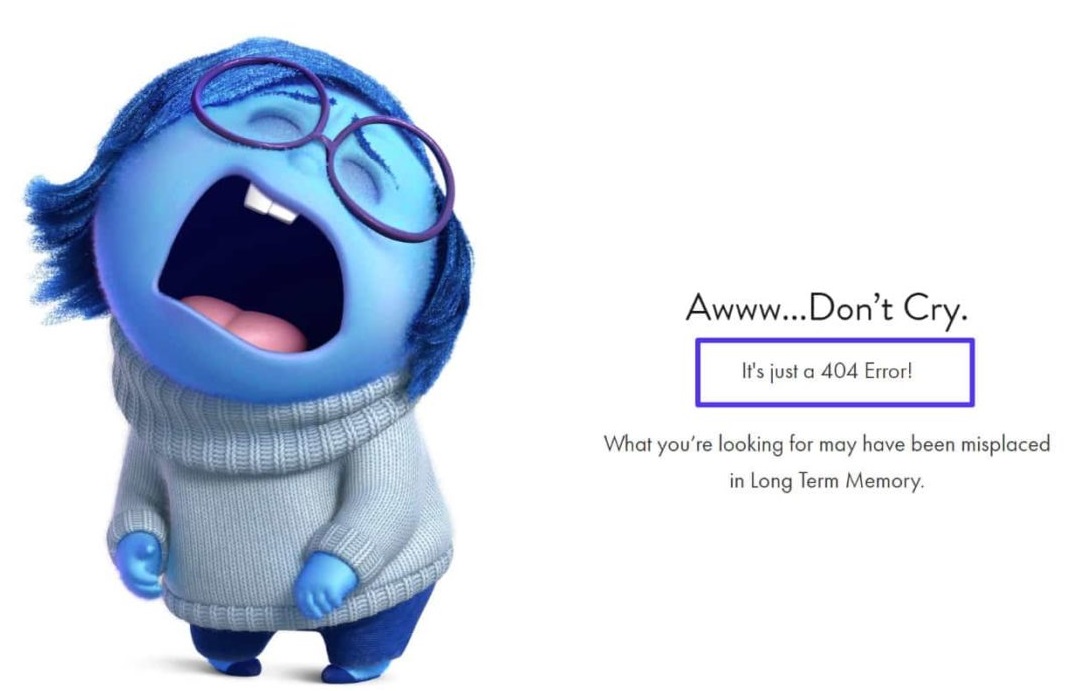 Awww...Don’t Cry.
It's just a 404 Error!
What you’re looking for may have been misplaced
in Long Term Memory.